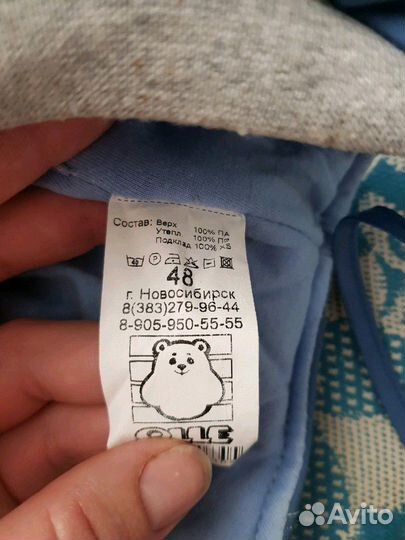 Состав: Верх 100% ПА
Утепл 100% ПЭ
Подклад 100% ХБ
48
г. Новосибирск
8(383)279-96-44
8-905-950-55-55
Avito